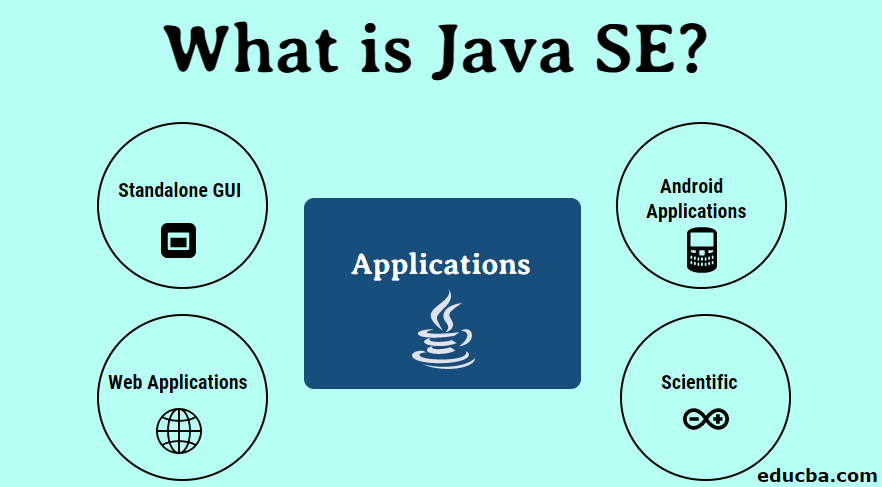 What is Java SE?
Standalone GUI
Android
Applications
Applications
Web Applications
Scientific
educba.com